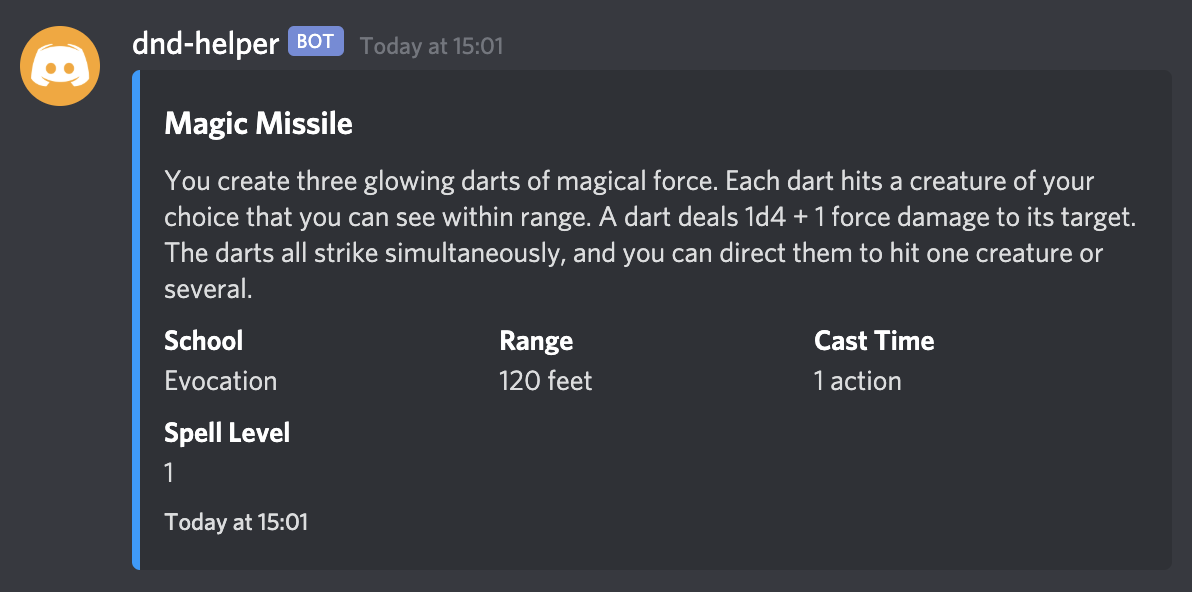 dnd-helper BOT Today at 15:01
Magic Missile
You create three glowing darts of magical force. Each dart hits a creature of your
choice that you can see within range. A dart deals 1d4 + 1 force damage to its target.
The darts all strike simultaneously, and you can direct them to hit one creature or
several.
School Range Cast Time
Evocation 120 feet 1 action
Spell Level
1
Today at 15:01